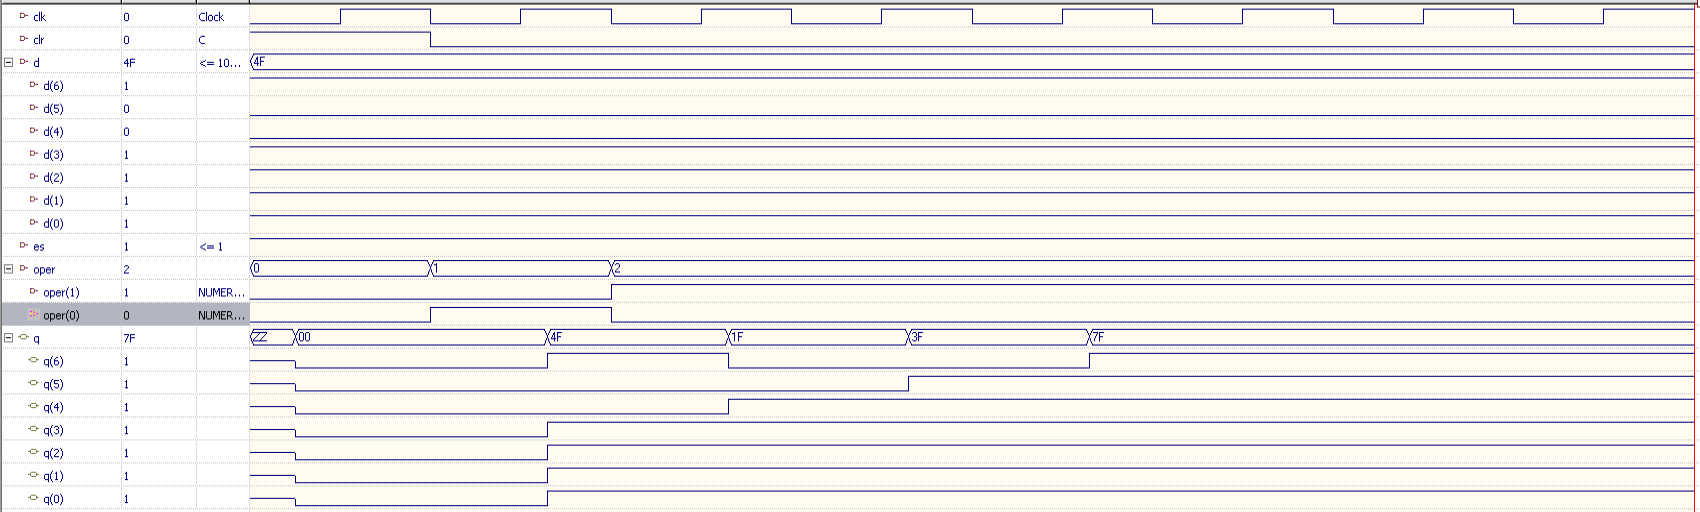 clk 0 Clock
clr 0 C
d 4F <= 10... 4F
d(6) 1
d(5) 0
d(4) 0
d(3) 1
d(2) 1
d(1) 1
d(0) 1
es 1 <= 1
oper 2 0 1 2
oper(1) 1 NUMER...
oper(0) 0 NUMER...
q 7F ZZ 00 4F 1F 3F 7F
q(6) 1
q(5) 1
q(4) 1
q(3) 1
q(2) 1
q(1) 1
q(0) 1